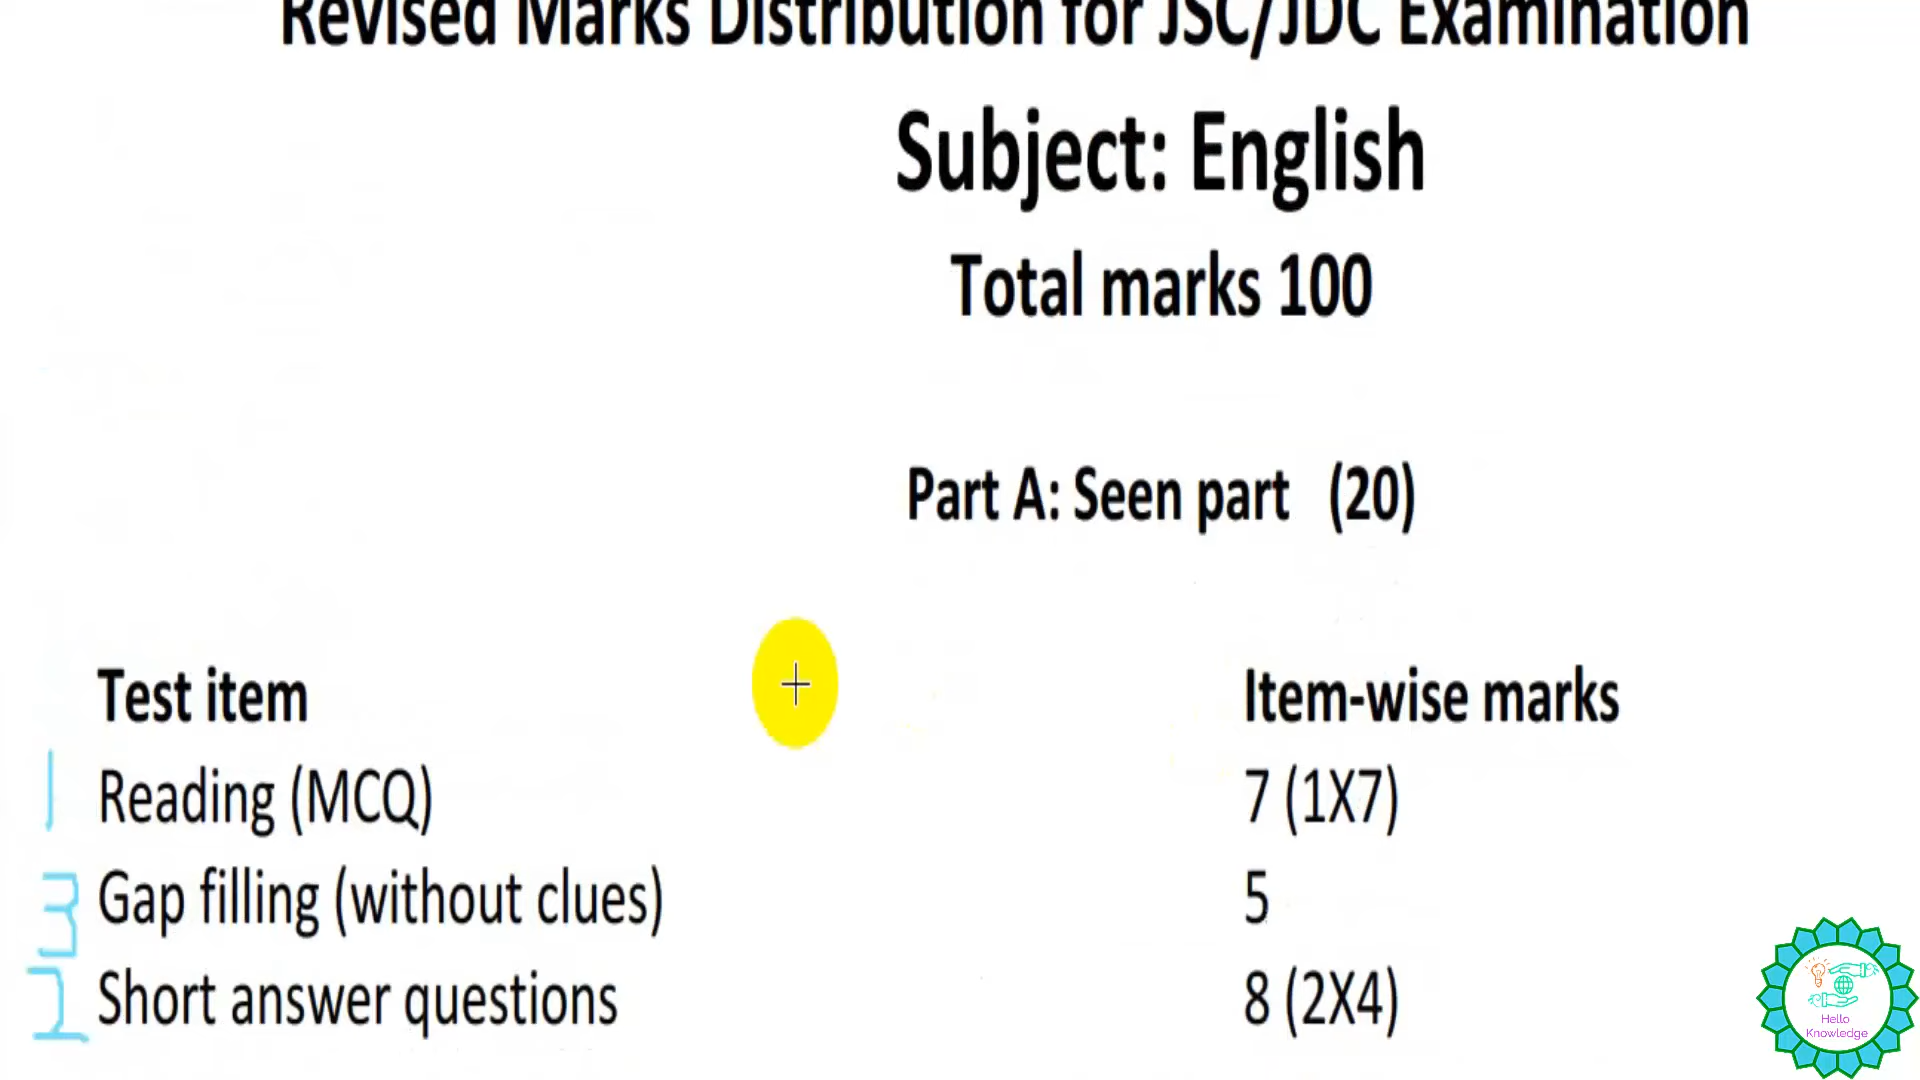 Revised Marks Distribution for JSC/JDC Examination
Subject: English
Total marks 100
Part A: Seen part (20)
Test item Item-wise marks
Reading (MCQ) 7 (1X7)
Gap filling (without clues) 5
Short answer questions 8 (2X4)
Hello
Knowledge